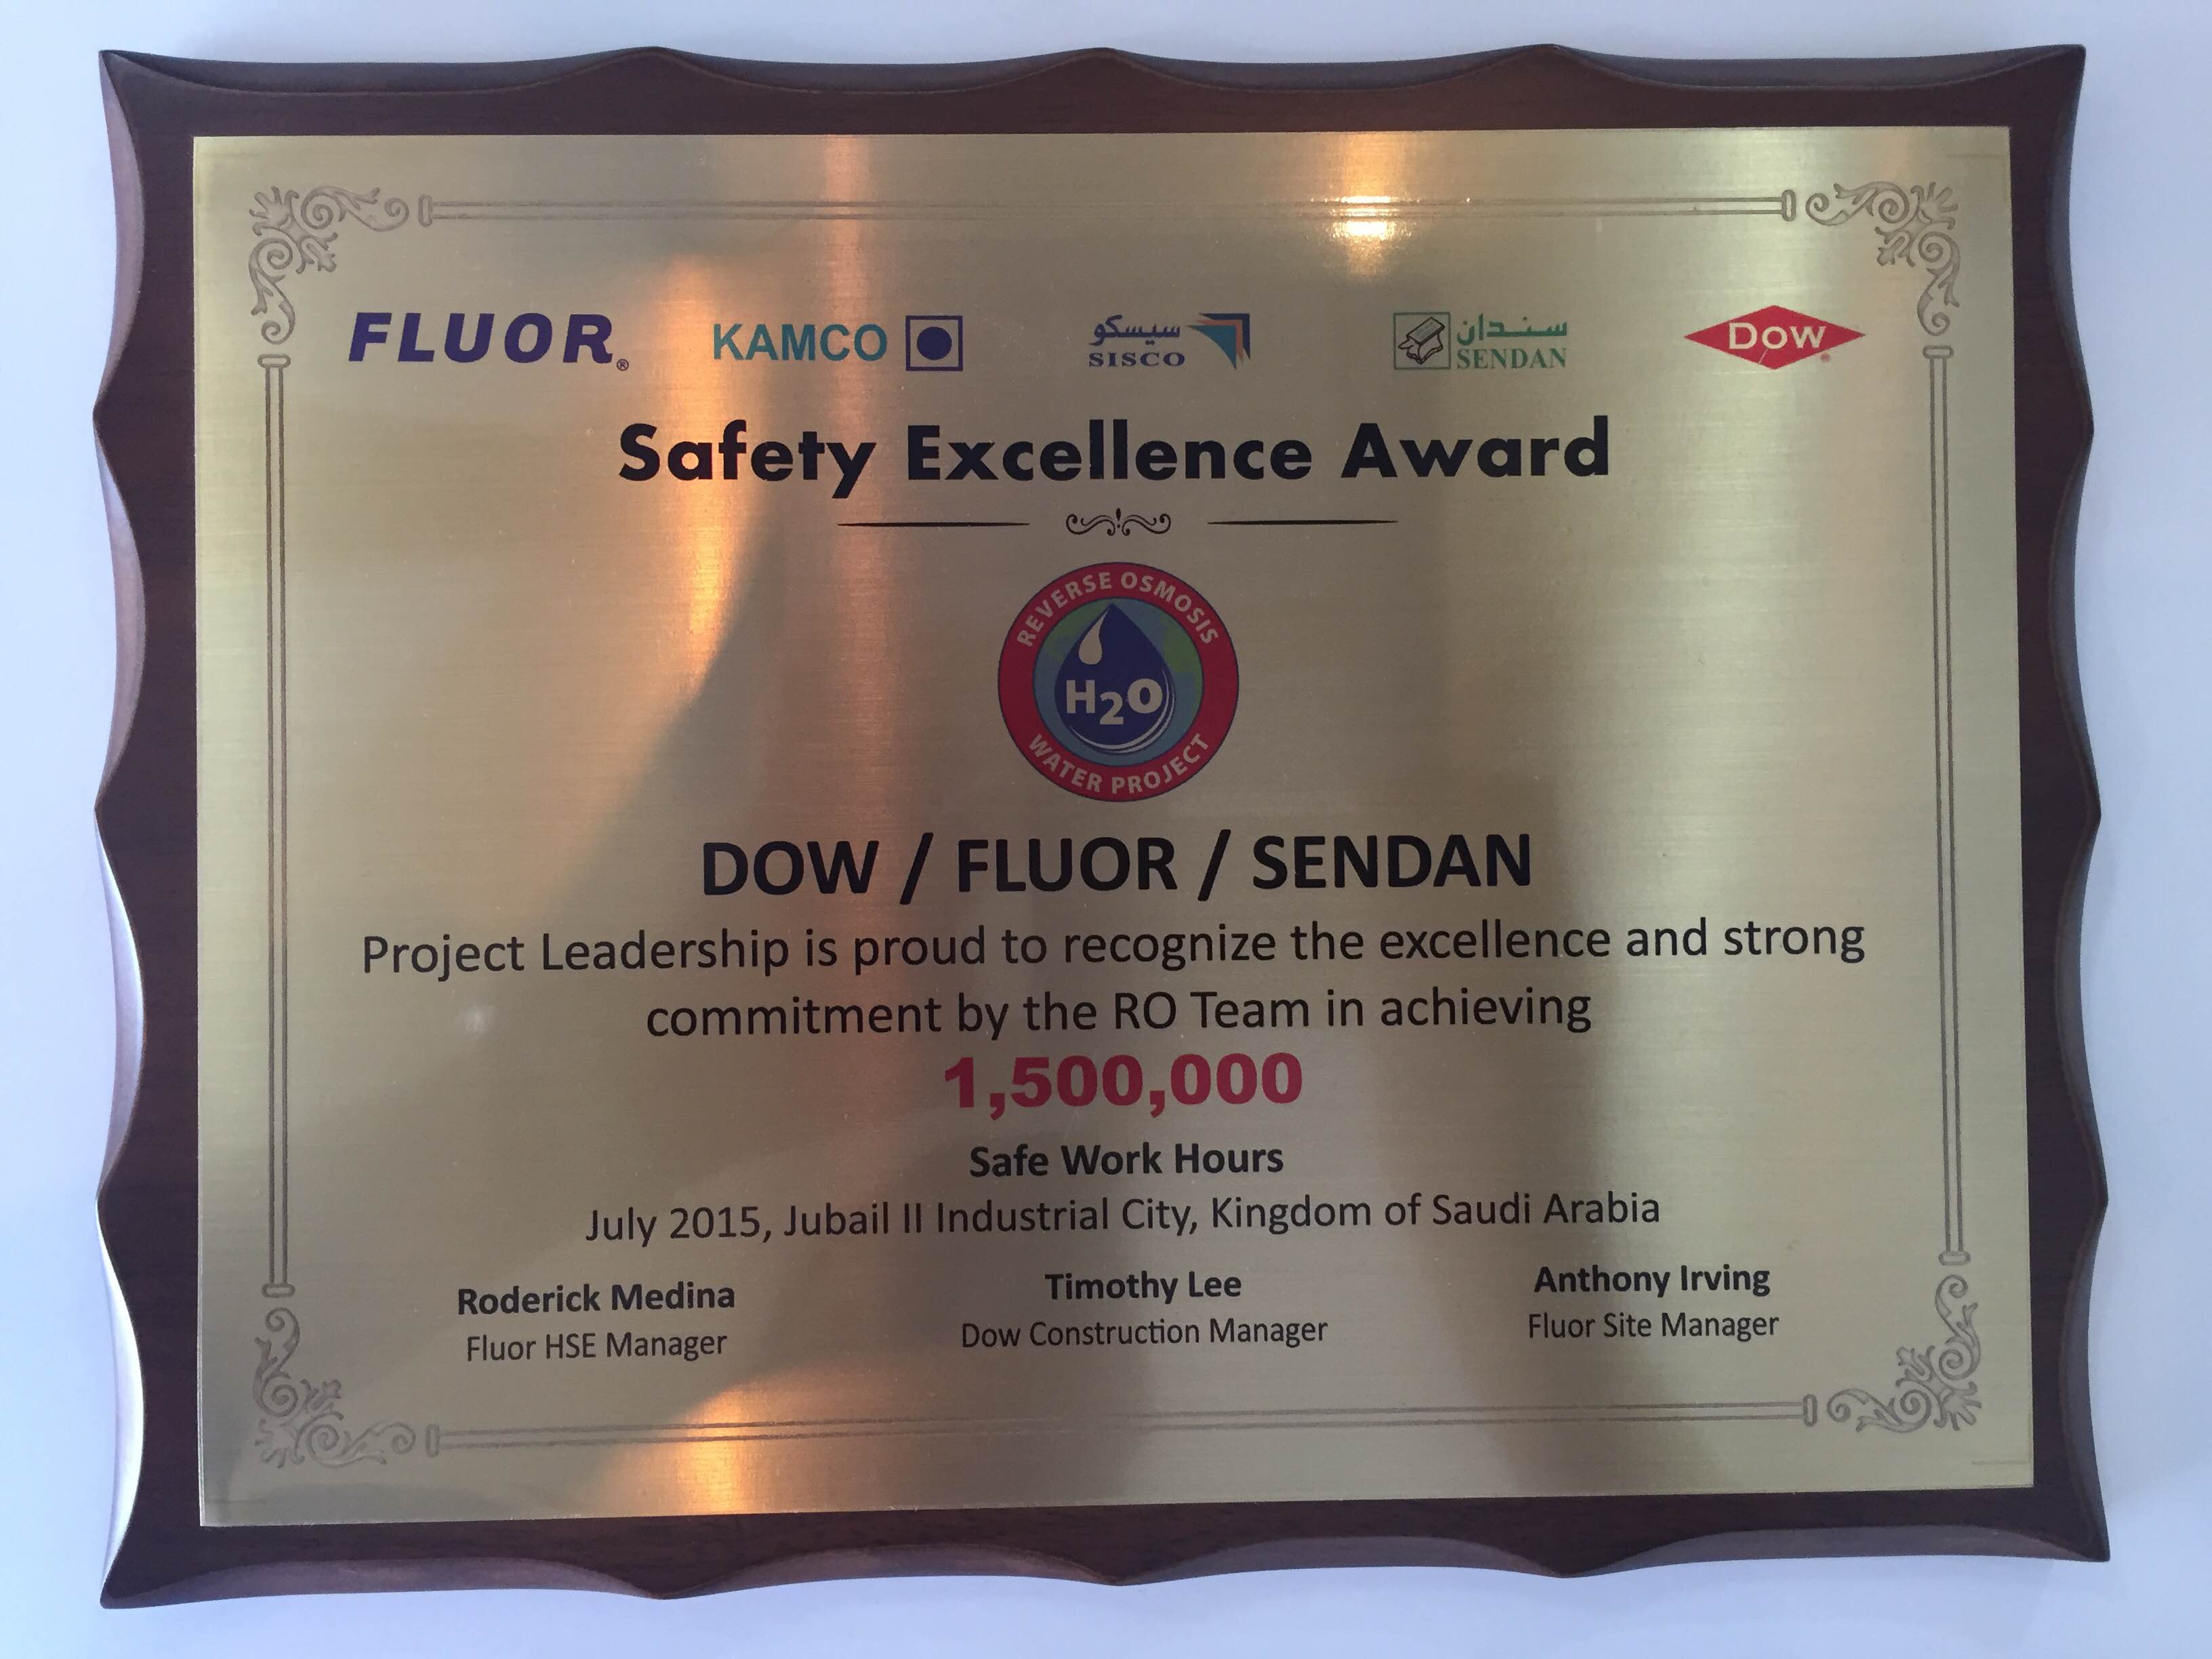 FLUOR®
KAMCO
سيسكو
SISCO
سندان
SENDAN
DOW®
Safety Excellence Award
REVERSE OSMOSIS
H2O
WATER PROJECT
DOW / FLUOR / SENDAN
Project Leadership is proud to recognize the excellence and strong
commitment by the RO Team in achieving
1,500,000
Safe Work Hours
July 2015, Jubail II Industrial City, Kingdom of Saudi Arabia
Roderick Medina
Fluor HSE Manager
Timothy Lee
Dow Construction Manager
Anthony Irving
Fluor Site Manager